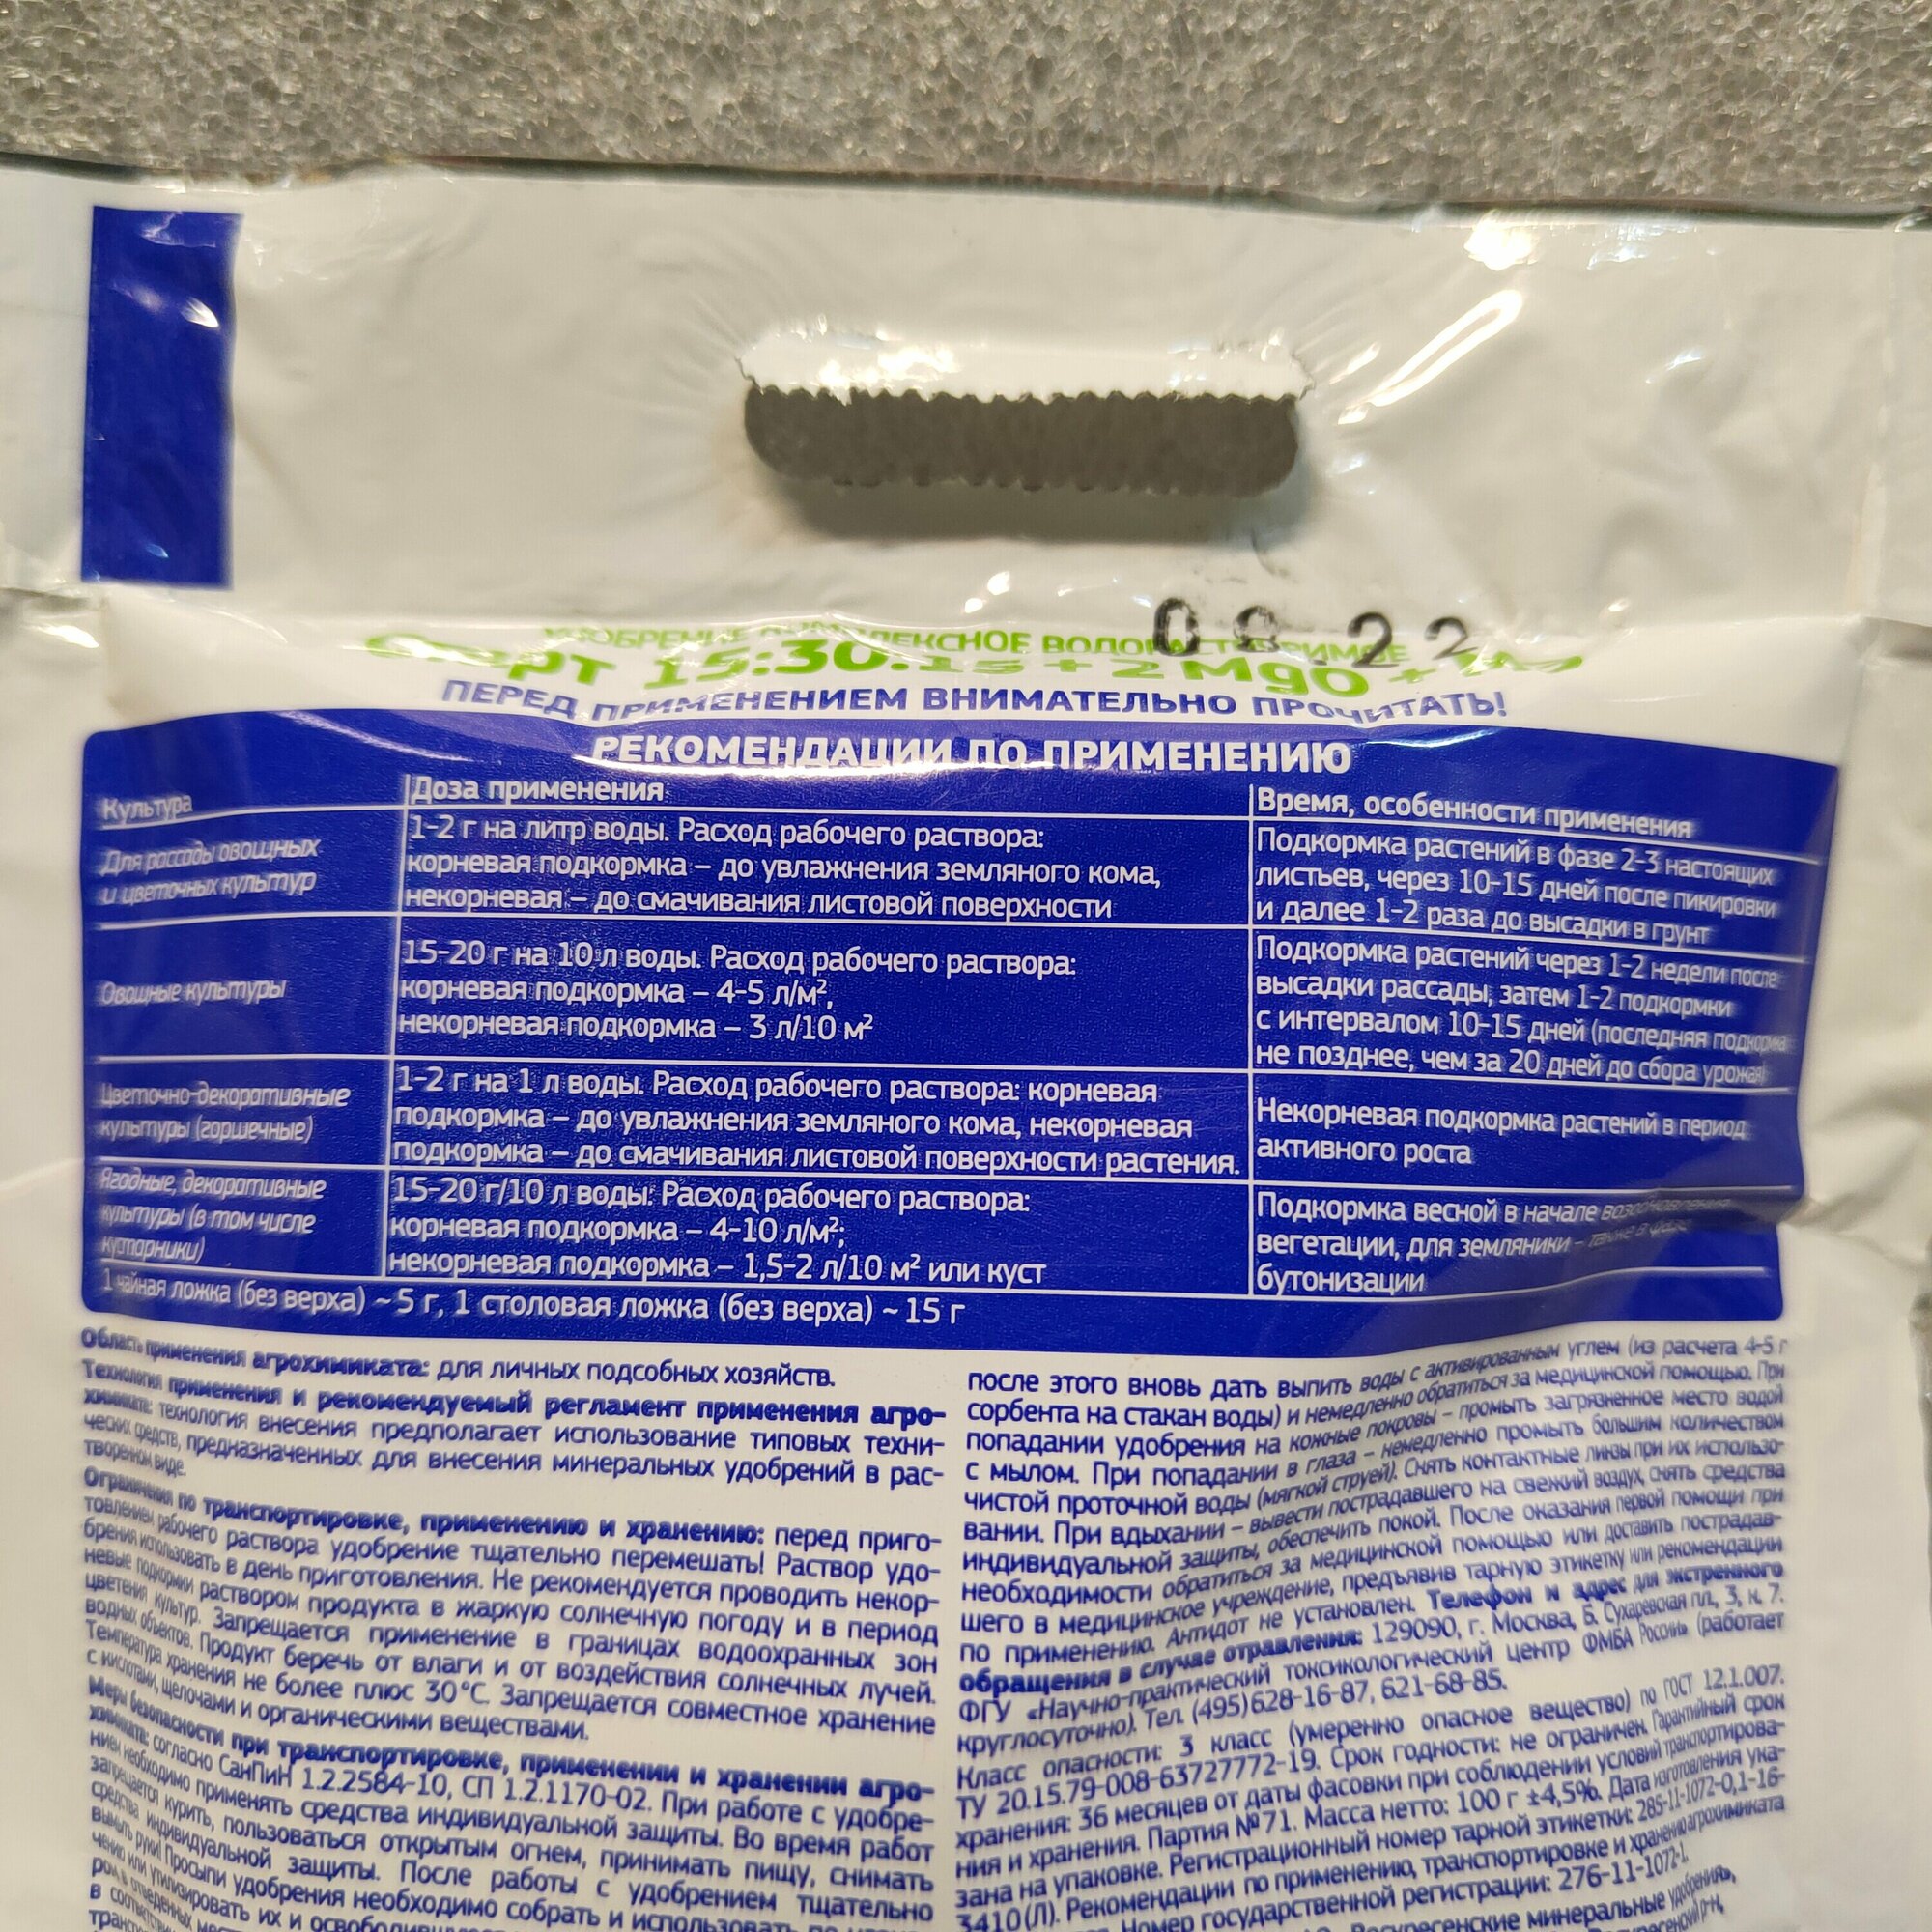 08.22
УДОБРЕНИЕ КОМПЛЕКСНОЕ ВОДОРАСТВОРИМОЕ
Старт 15:30:15 + 2 MgO +
ПЕРЕД ПРИМЕНЕНИЕМ ВНИМАТЕЛЬНО ПРОЧИТАТЬ!
РЕКОМЕНДАЦИИ ПО ПРИМЕНЕНИЮ
Культура
Доза применения
Время, особенности применения
Для рассады овощных
и цветочных культур
1-2 г на литр воды. Расход рабочего раствора:
корневая подкормка – до увлажнения земляного кома,
некорневая – до смачивания листовой поверхности
Подкормка растений в фазе 2-3 настоящих
листьев, через 10-15 дней после пикировки
и далее 1-2 раза до высадки в грунт
Овощные культуры
15-20 г на 10 л воды. Расход рабочего раствора:
корневая подкормка – 4-5 л/м²,
некорневая подкормка – 3 л/10 м²
Подкормка растений через 1-2 недели после
высадки рассады, затем 1-2 подкормки
с интервалом 10-15 дней (последняя подкормка
не позднее, чем за 20 дней до сбора урожая)
Цветочно-декоративные
культуры (горшечные)
1-2 г на 1 л воды. Расход рабочего раствора: корневая
подкормка – до увлажнения земляного кома, некорневая
подкормка – до смачивания листовой поверхности растения.
Некорневая подкормка растений в период
активного роста
Ягодные, декоративные
культуры (в том числе
кустарники)
15-20 г/10 л воды. Расход рабочего раствора:
корневая подкормка – 4-10 л/м²;
некорневая подкормка – 1,5-2 л/10 м² или куст
Подкормка весной в начале возобновления
вегетации, для земляники – также в фазе
бутонизации
1 чайная ложка (без верха) ~ 5 г, 1 столовая ложка (без верха) ~ 15 г
Область применения агрохимиката: для личных подсобных хозяйств.
Технология применения и рекомендуемый регламент применения агро-
химиката: технология внесения предполагает использование типовых техни-
ческих средств, предназначенных для внесения минеральных удобрений в рас-
творенном виде.
Ограничения по транспортировке, применению и хранению: перед приго-
товлением рабочего раствора удобрение тщательно перемешать! Раствор удо-
брения использовать в день приготовления. Не рекомендуется проводить некор-
невые подкормки раствором продукта в жаркую солнечную погоду и в период
цветения культур. Запрещается применение в границах водоохранных зон
водных объектов. Продукт беречь от влаги и от воздействия солнечных лучей.
Температура хранения не более плюс 30°С. Запрещается совместное хранение
с кислотами, щелочами и органическими веществами.
Меры безопасности при транспортировке, применении и хранении агро-
химиката: согласно СанПиН 1.2.2584-10, СП 1.2.1170-02. При работе с удобре-
нием необходимо применять средства индивидуальной защиты. Во время работ
запрещается курить, пользоваться открытым огнем, принимать пищу, снимать
средства индивидуальной защиты. После работы с удобрением тщательно
вымыть руки! Просыпи удобрения необходимо собрать и использовать по
или утилизировать их и
в соответствии
после этого вновь дать выпить воды с активированным углем (из расчета 4-5 г
сорбента на стакан воды) и немедленно обратиться за медицинской помощью. При
попадании удобрения на кожные покровы – промыть загрязненное место водой
с мылом. При попадании в глаза – немедленно промыть большим количеством
чистой проточной воды (мягкой струей). Снять контактные линзы при их использо-
вании. При вдыхании – вывести пострадавшего на свежий воздух, снять средства
индивидуальной защиты, обеспечить покой. После оказания первой помощи при
необходимости обратиться за медицинской помощью или доставить пострадав-
шего в медицинское учреждение, предъявив тарную этикетку или рекомендации
по применению. Антидот не установлен. Телефон и адрес для экстренного
обращения в случае отравления: 129090, г. Москва, Б. Сухаревская пл., 3, к. 7.
ФГУ «Научно-практический токсикологический центр ФМБА России» (работает
круглосуточно). Тел. (495)628-16-87, 621-68-85.
Класс опасности: 3 класс (умеренно опасное вещество) по ГОСТ 12.1.007.
ТУ 20.15.79-008-63727772-19. Срок годности: не ограничен. Гарантийный срок
хранения: 36 месяцев от даты фасовки при соблюдении условий транспортирова-
ния и хранения. Партия №71. Масса нетто: 100 г ±4,5%. Дата изготовления ука-
зана на упаковке. Регистрационный номер тарной этикетки: 285-11-1072-0,1-16-
3410(Л). Рекомендации по применению, транспортировке и хранению агрохимиката
Номер государственной регистрации: 276-11-1072-1.
Воскресенские минеральные удобрения»,